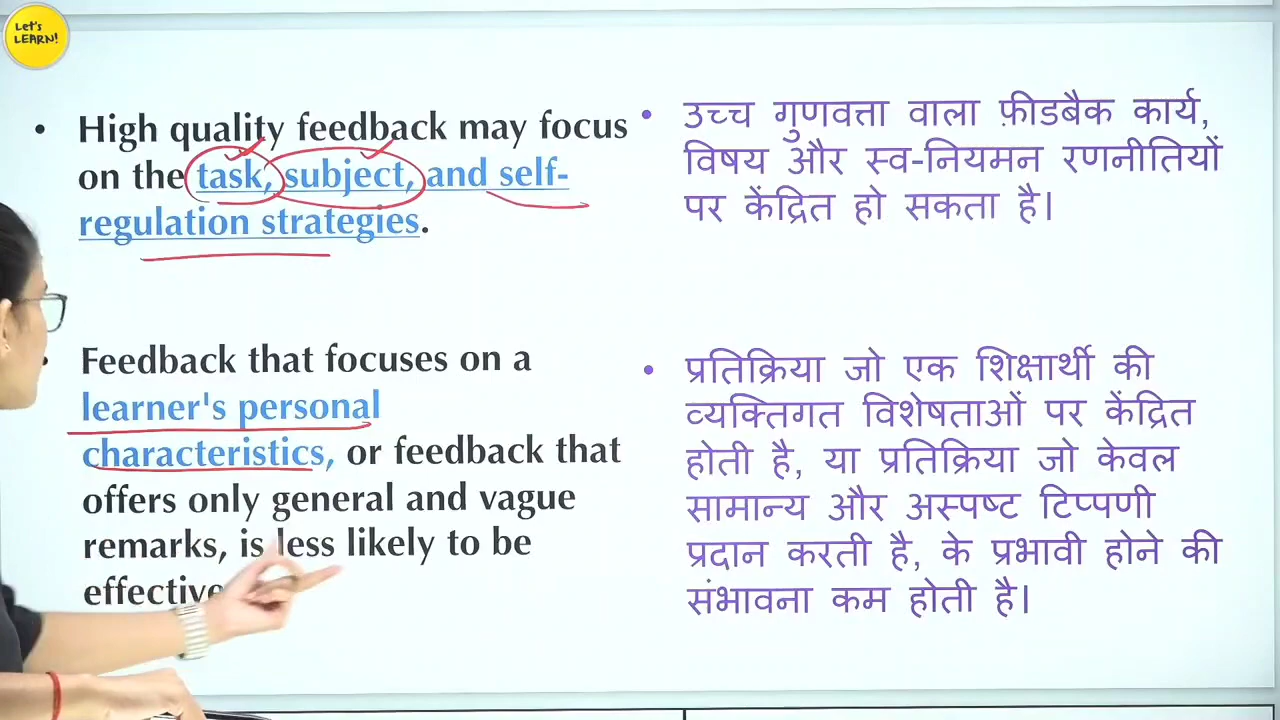 Let's
LEARN!
• High quality feedback may focus
on the task, subject, and self-
regulation strategies.
• Feedback that focuses on a
learner's personal
characteristics, or feedback that
offers only general and vague
remarks, is less likely to be
effective
• उच्च गुणवत्ता वाला फ़ीडबैक कार्य,
विषय और स्व-नियमन रणनीतियों
पर केंद्रित हो सकता है।
• प्रतिक्रिया जो एक शिक्षार्थी की
व्यक्तिगत विशेषताओं पर केंद्रित
होती है, या प्रतिक्रिया जो केवल
सामान्य और अस्पष्ट टिप्पणी
प्रदान करती है, के प्रभावी होने की
संभावना कम होती है।